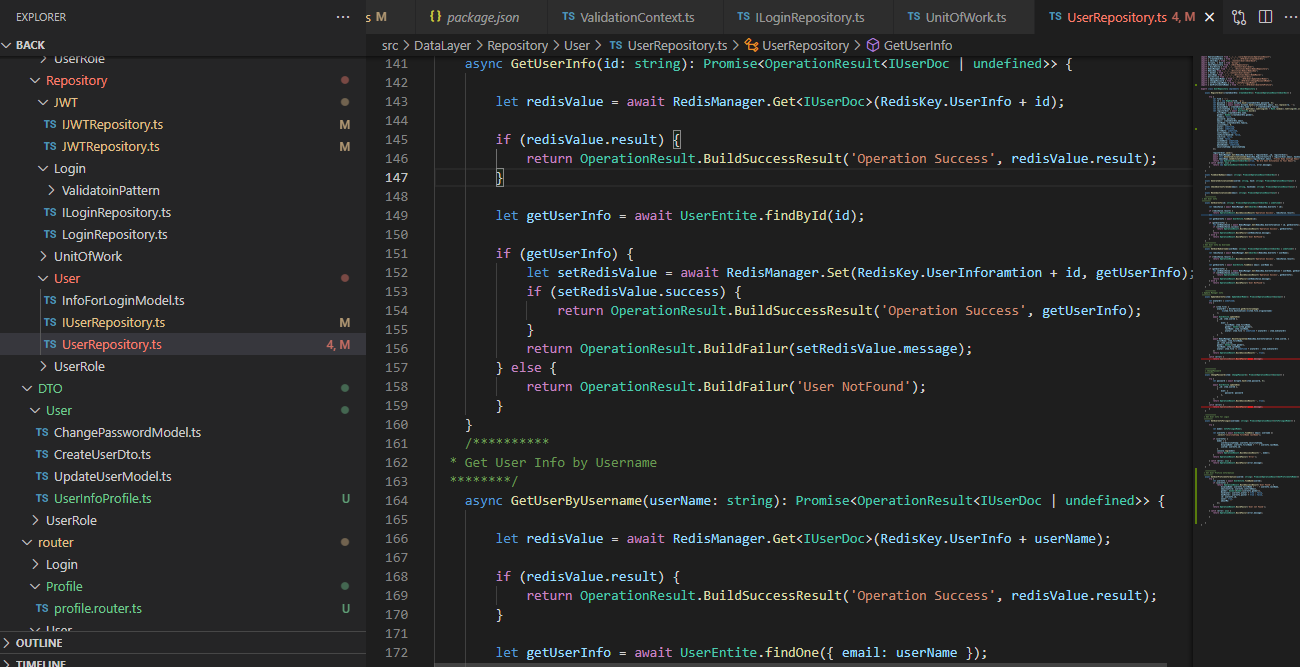 EXPLORER ···
BACK
UserRole
Repository
JWT
TS IJWTRepository.ts M
TS JWTRepository.ts M
Login
ValidatoinPattern
TS ILoginRepository.ts
TS LoginRepository.ts
UnitOfWork
User
TS InfoForLoginModel.ts
TS IUserRepository.ts M
TS UserRepository.ts 4, M
UserRole
DTO
User
TS ChangePasswordModel.ts
TS CreateUserDto.ts
TS UpdateUserModel.ts
TS UserInfoProfile.ts U
UserRole
router
Login
Profile
TS profile.router.ts U
User
OUTLINE
TIMELINE
s M {} package.json TS ValidationContext.ts TS ILoginRepository.ts TS UnitOfWork.ts TS UserRepository.ts 4, M
src > DataLayer > Repository > User > TS UserRepository.ts > UserRepository > GetUserInfo
141 async GetUserInfo(id: string): Promise<OperationResult<IUserDoc | undefined>> {
142
143 let redisValue = await RedisManager.Get<IUserDoc>(RedisKey.UserInfo + id);
144
145 if (redisValue.result) {
146 return OperationResult.BuildSuccessResult('Operation Success', redisValue.result);
147 }
148
149 let getUserInfo = await UserEntite.findById(id);
150
151 if (getUserInfo) {
152 let setRedisValue = await RedisManager.Set(RedisKey.UserInforamtion + id, getUserInfo);
153 if (setRedisValue.success) {
154 return OperationResult.BuildSuccessResult('Operation Success', getUserInfo);
155 }
156 return OperationResult.BuildFailur(setRedisValue.message);
157 } else {
158 return OperationResult.BuildFailur('User NotFound');
159 }
160 }
161 /**********
162 * Get User Info by Username
163 ********/
164 async GetUserByUsername(userName: string): Promise<OperationResult<IUserDoc | undefined>> {
165
166 let redisValue = await RedisManager.Get<IUserDoc>(RedisKey.UserInfo + userName);
167
168 if (redisValue.result) {
169 return OperationResult.BuildSuccessResult('Operation Success', redisValue.result);
170 }
171
172 let getUserInfo = await UserEntite.findOne({ email: userName });